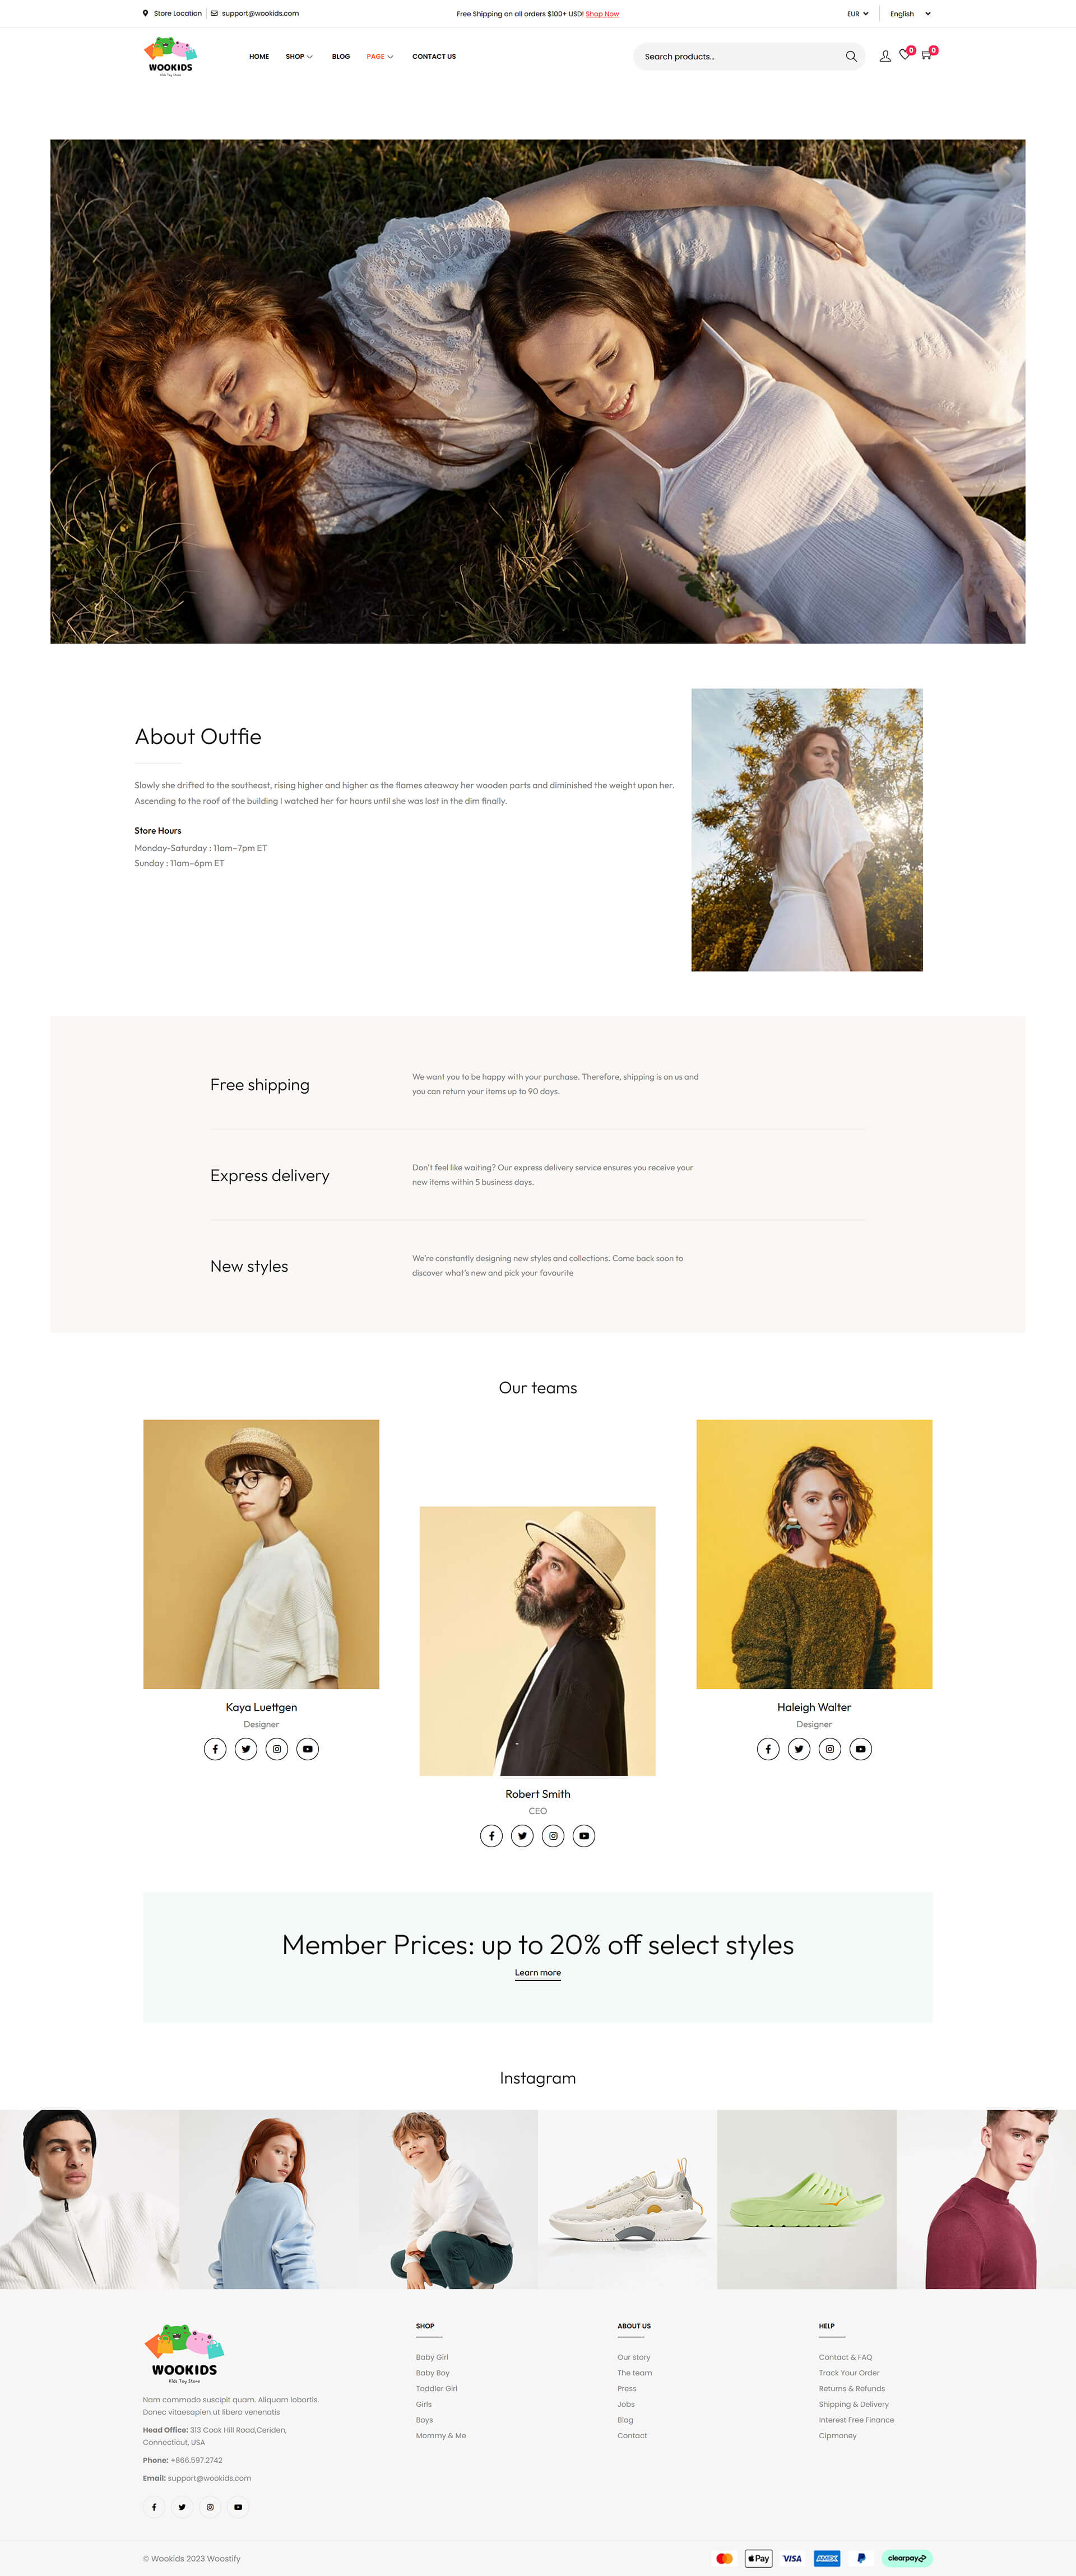 Store Location
support@wookids.com
Free Shipping on all orders $100+ USD! Shop Now
EUR
English
WOOKIDS
Kids Toy Store
HOME
SHOP
BLOG
PAGE
CONTACT US
Search products...
0
0
About Outfie
Slowly she drifted to the southeast, rising higher and higher as the flames ateaway her wooden parts and diminished the weight upon her.
Ascending to the roof of the building I watched her for hours until she was lost in the dim finally.
Store Hours
Monday-Saturday : 11am–7pm ET
Sunday : 11am–6pm ET
Free shipping
We want you to be happy with your purchase. Therefore, shipping is on us and
you can return your items up to 90 days.
Express delivery
Don't feel like waiting? Our express delivery service ensures you receive your
new items within 5 business days.
New styles
We're constantly designing new styles and collections. Come back soon to
discover what's new and pick your favourite
Our teams
Kaya Luettgen
Designer
Robert Smith
CEO
Haleigh Walter
Designer
Member Prices: up to 20% off select styles
Learn more
Instagram
WOOKIDS
Kids Toy Store
Nam commodo suscipit quam. Aliquam lobortis.
Donec vitaesapien ut libero venenatis
Head Office: 313 Cook Hill Road,Ceriden,
Connecticut, USA
Phone: +866.597.2742
Email: support@wookids.com
SHOP
Baby Girl
Baby Boy
Toddler Girl
Girls
Boys
Mommy & Me
ABOUT US
Our story
The team
Press
Jobs
Blog
Contact
HELP
Contact & FAQ
Track Your Order
Returns & Refunds
Shipping & Delivery
Interest Free Finance
Clpmoney
© Wookids 2023 Woostify
Pay
VISA
AMEX
clearpay